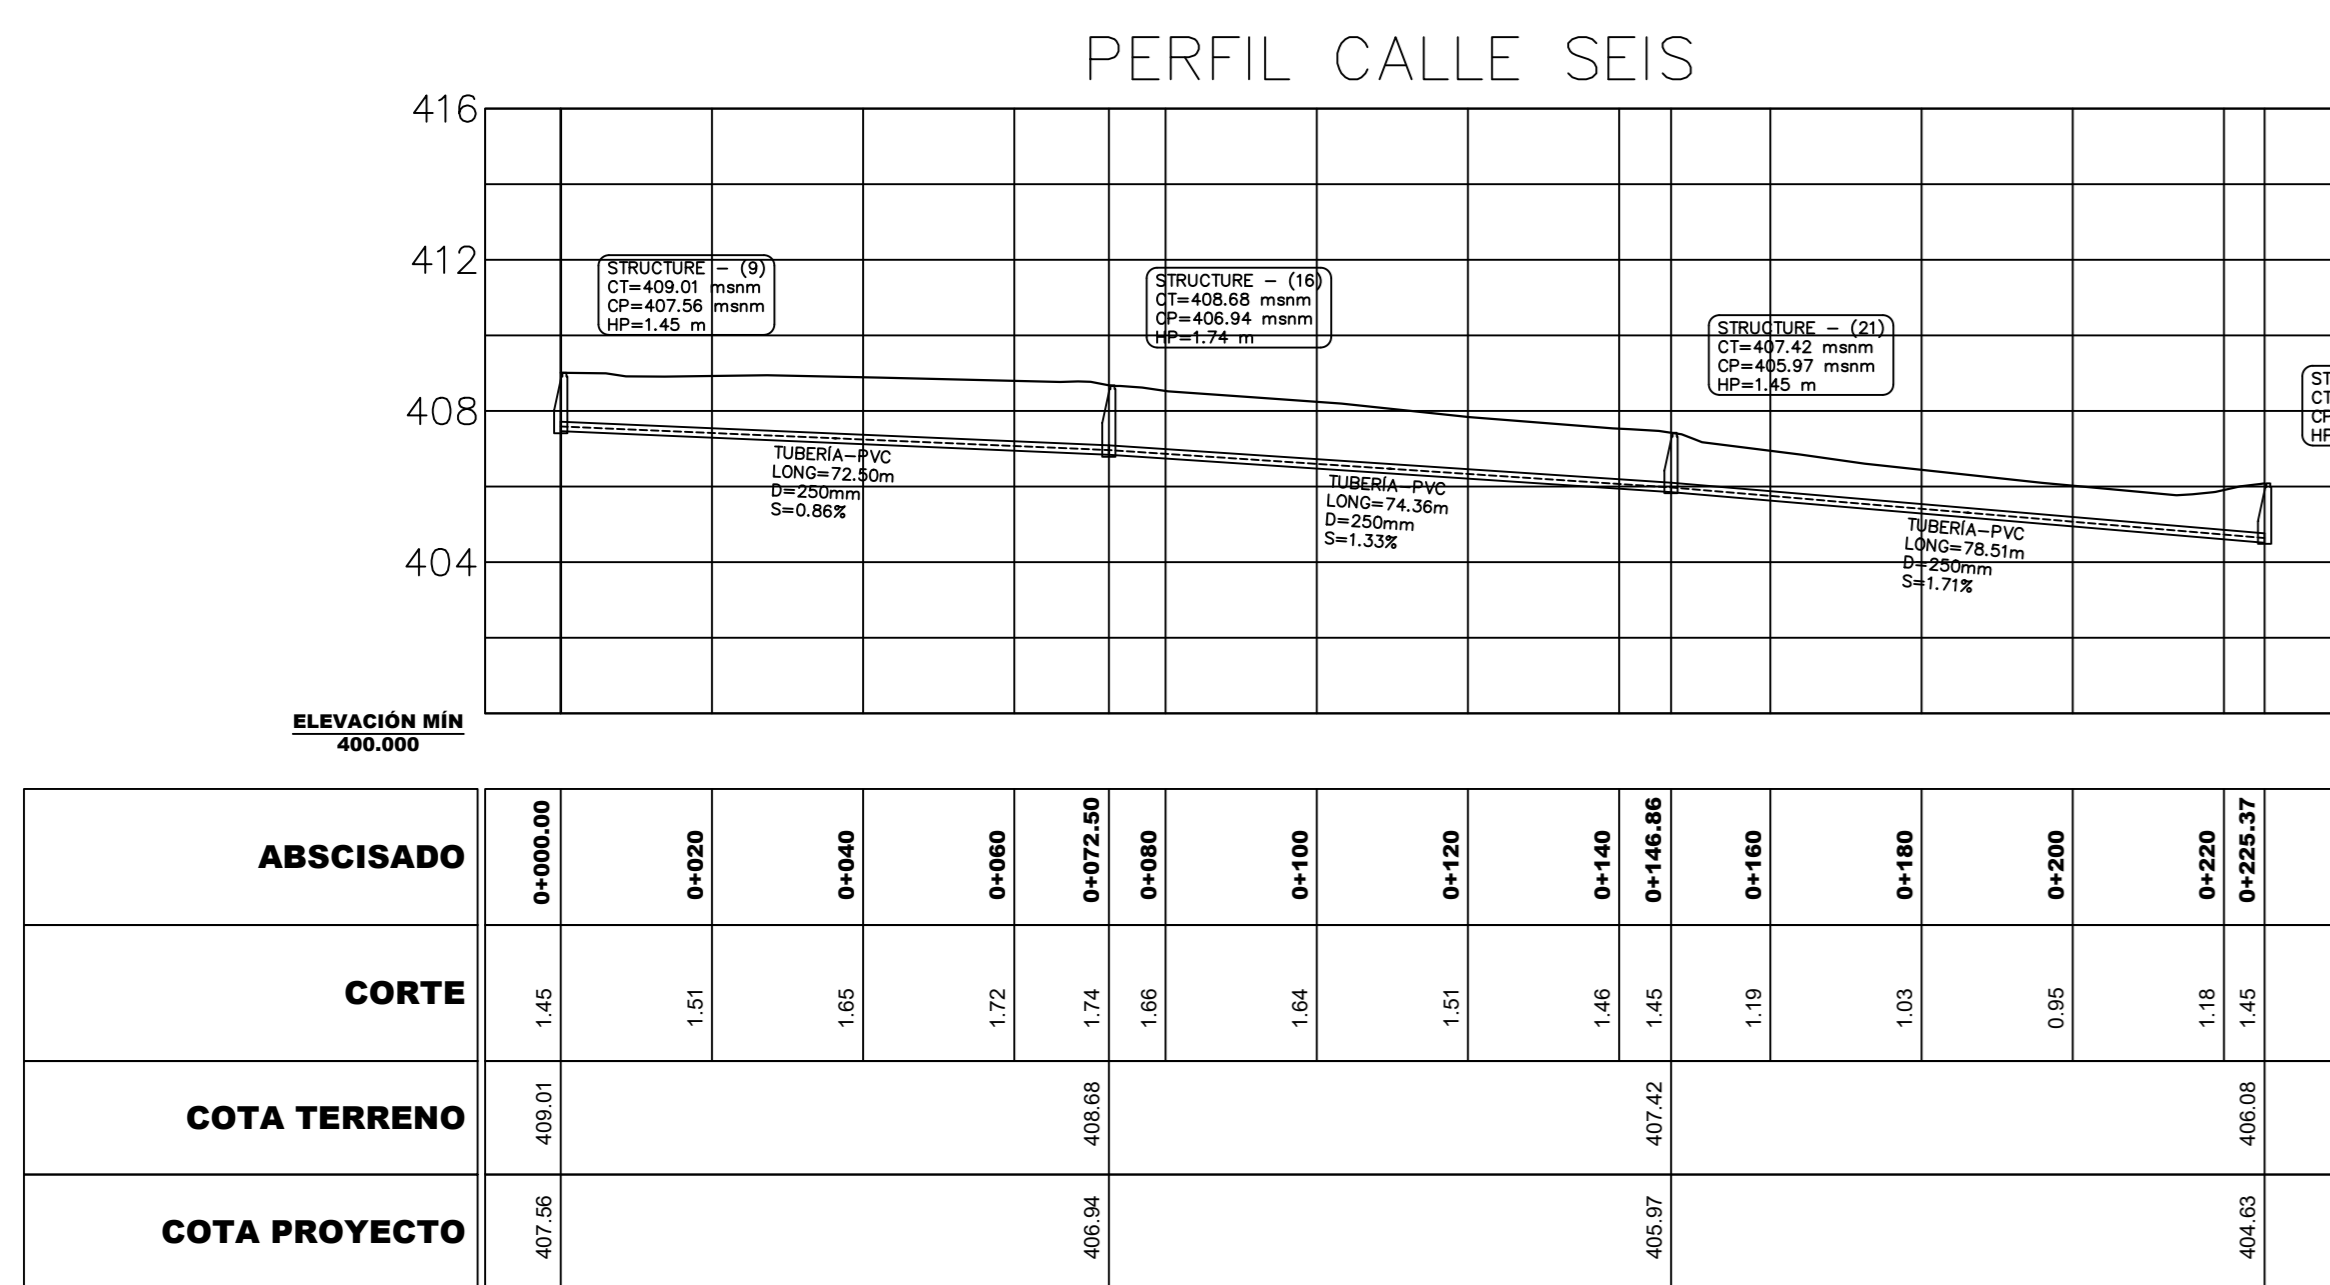 PERFIL CALLE SEIS
416
412
408
404
STRUCTURE - (9)
CT=409.01 msnm
CP=407.56 msnm
HP=1.45 m
STRUCTURE - (16)
CT=408.68 msnm
CP=406.94 msnm
HP=1.74 m
STRUCTURE - (21)
CT=407.42 msnm
CP=405.97 msnm
HP=1.45 m
ST
CT
CP
HP
TUBERÍA-PVC
LONG=72.50m
D=250mm
S=0.86%
TUBERÍA-PVC
LONG=74.36m
D=250mm
S=1.33%
TUBERÍA-PVC
LONG=78.51m
D=250mm
S=1.71%
ELEVACIÓN MÍN
400.000
ABSCISADO 0+000.00 0+020 0+040 0+060 0+072.50 0+080 0+100 0+120 0+140 0+146.86 0+160 0+180 0+200 0+220 0+225.37
CORTE 1.45 1.51 1.65 1.72 1.74 1.66 1.64 1.51 1.46 1.45 1.19 1.03 0.95 1.18 1.45
COTA TERRENO 409.01 408.68 407.42 406.08
COTA PROYECTO 407.56 406.94 405.97 404.63